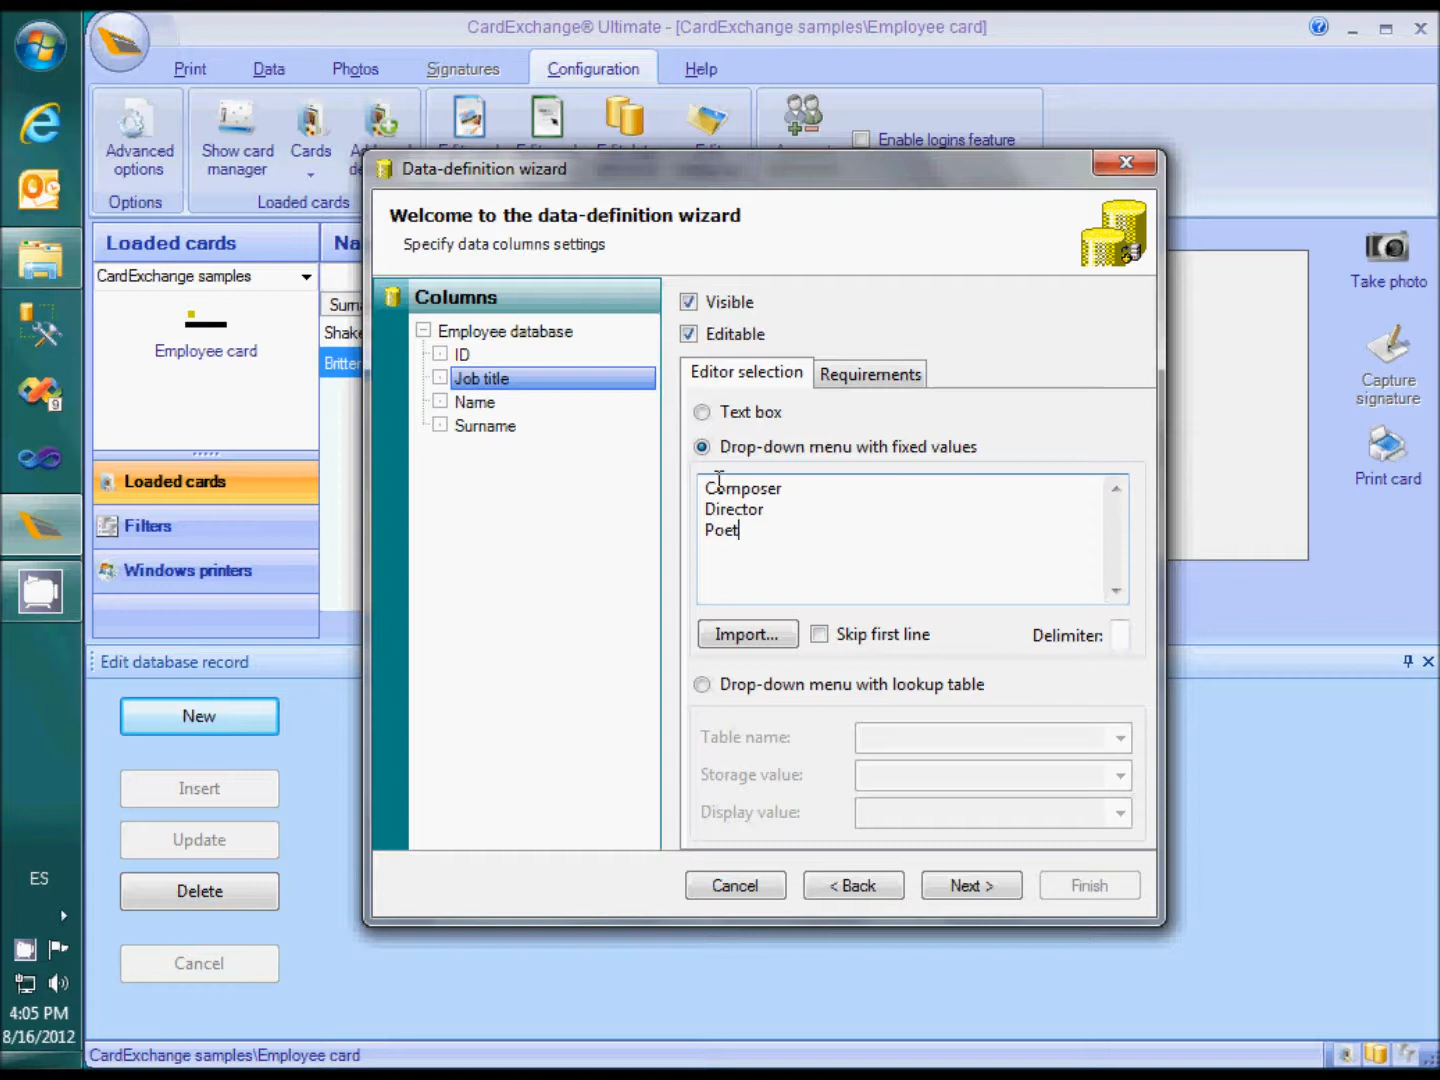 CardExchange® Ultimate - [CardExchange samples\Employee card]
Print
Data
Photos
Signatures
Configuration
Help
Advanced options
Show card manager
Cards
Enable logins feature
Options
Loaded cards
Data-definition wizard
Welcome to the data-definition wizard
Specify data columns settings
Loaded cards
CardExchange samples
Employee card
Loaded cards
Filters
Windows printers
Columns
Employee database
ID
Job title
Name
Surname
Visible
Editable
Editor selection
Requirements
Text box
Drop-down menu with fixed values
Composer
Director
Poet
Import...
Skip first line
Delimiter:
Drop-down menu with lookup table
Table name:
Storage value:
Display value:
Cancel
< Back
Next >
Finish
Take photo
Capture signature
Print card
Edit database record
New
Insert
Update
Delete
Cancel
ES
9
4:05 PM
8/16/2012
CardExchange samples\Employee card